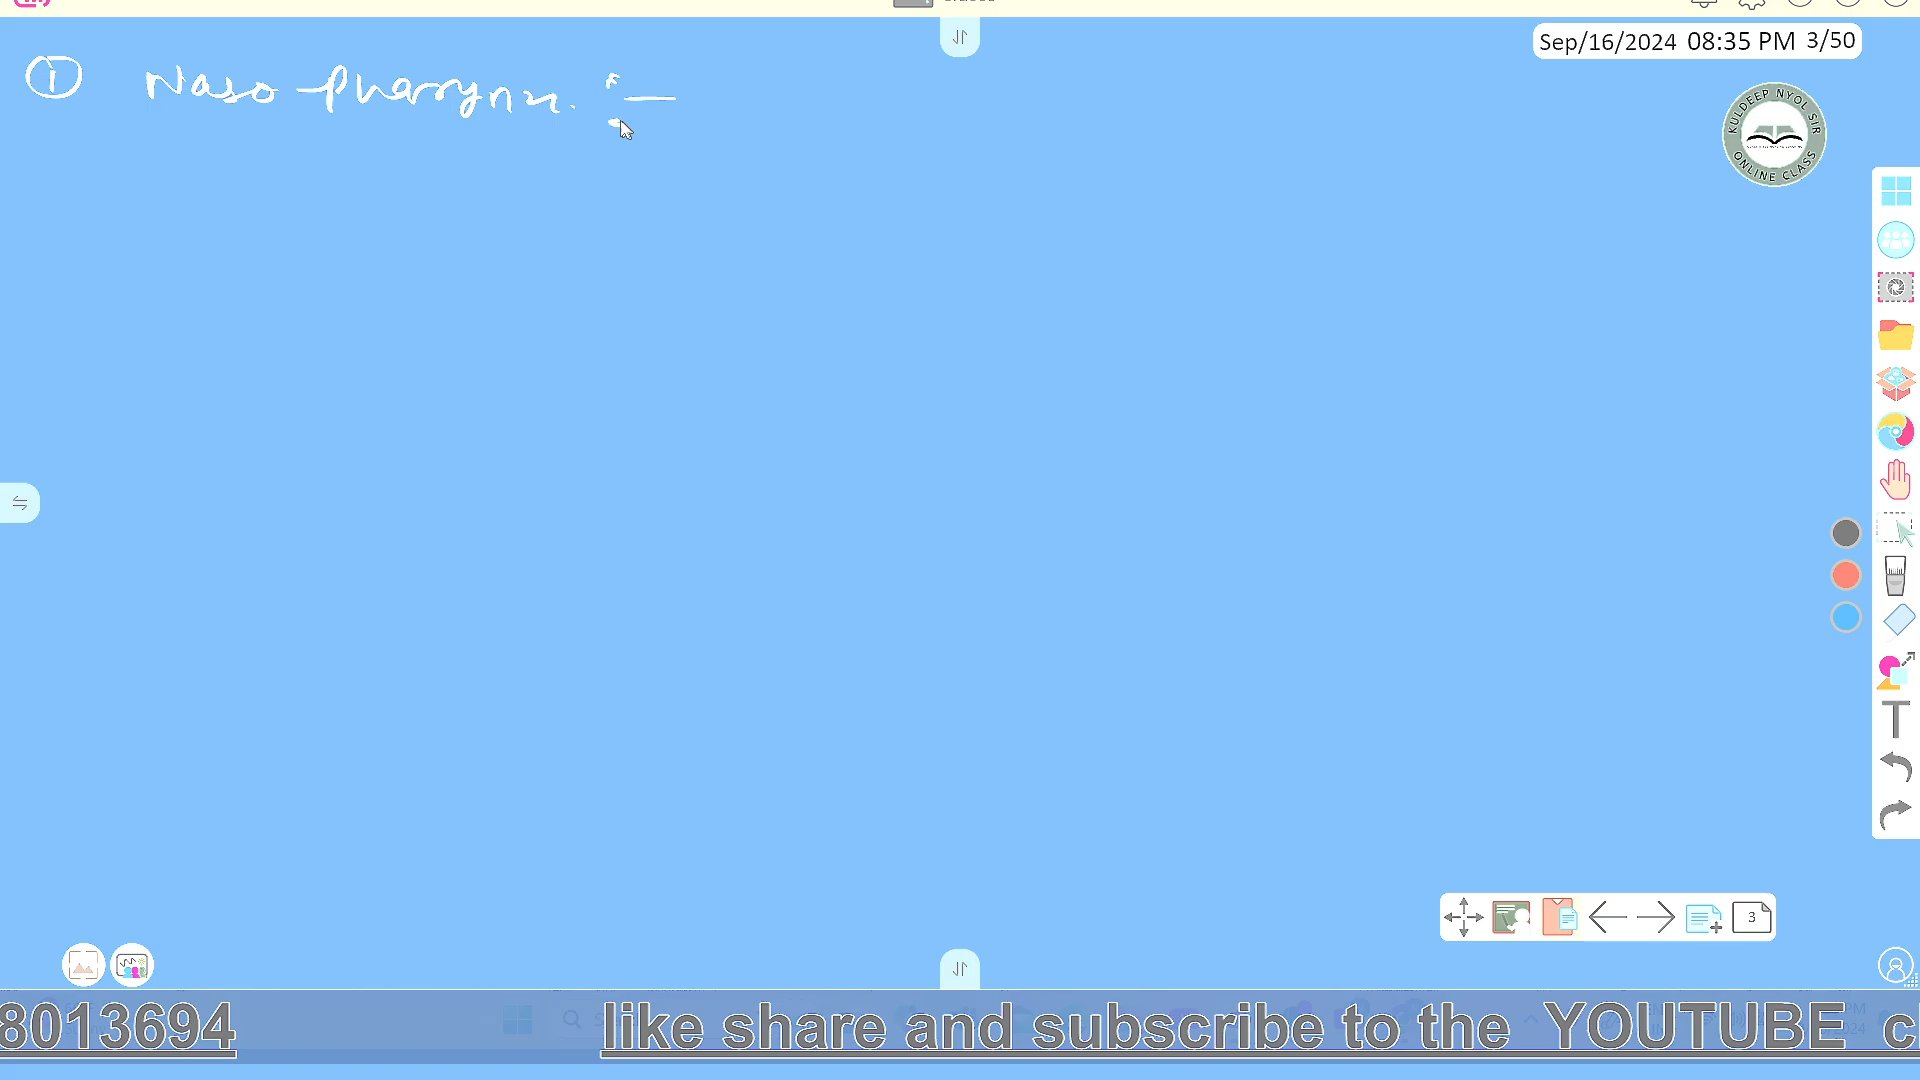 Sep/16/2024 08:35 PM 3/50
① Naso-pharynx :—
KULDEEP NYOL SIR
ONLINE CLASS
3
8013694 like share and subscribe to the YOUTUBE c